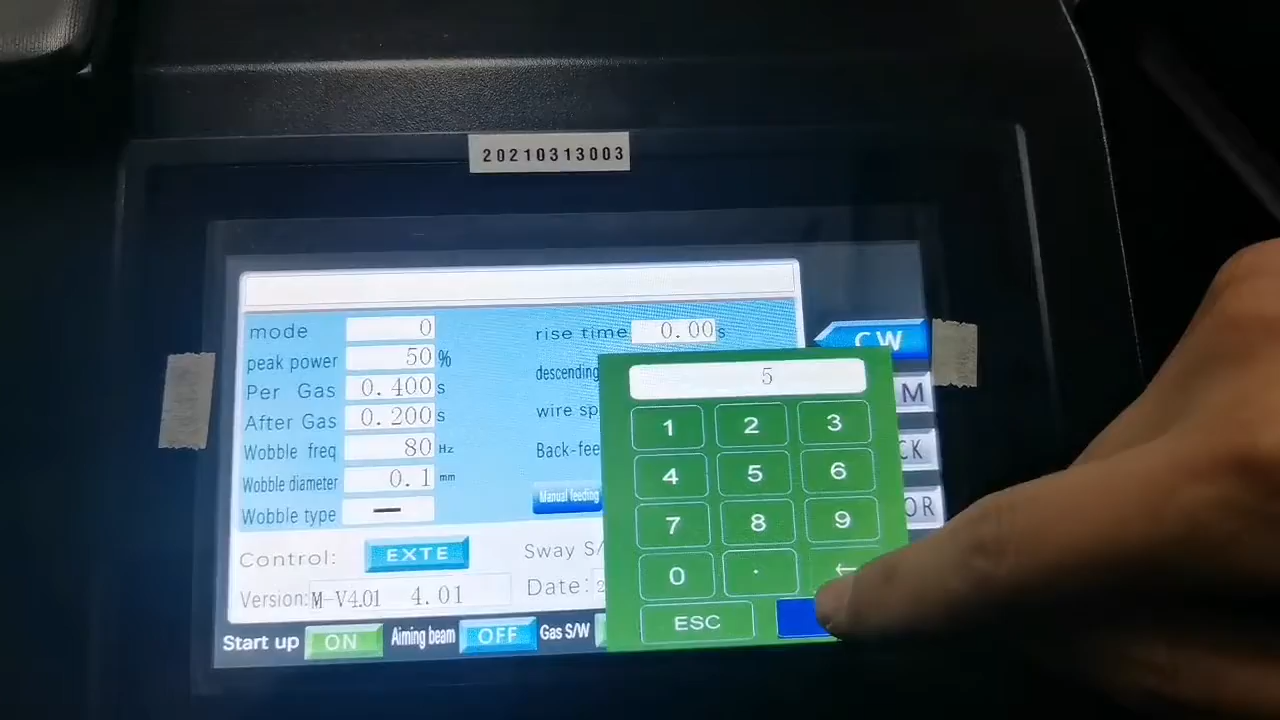 20210313003
mode 0
peak power 50 %
Per Gas 0.400 s
After Gas 0.200 s
Wobble freq 80 Hz
Wobble diameter 0.1 mm
Wobble type —
Control: EXTE
Version: M-V4.01 4.01
Start up ON Aiming beam OFF Gas S/W
rise time 0.00 s
descending
wire sp
Back-fee
Manual feeding
Sway S/
Date: 2
5
1 2 3
4 5 6
7 8 9
0 . ←
ESC
CW
M
CK
OR